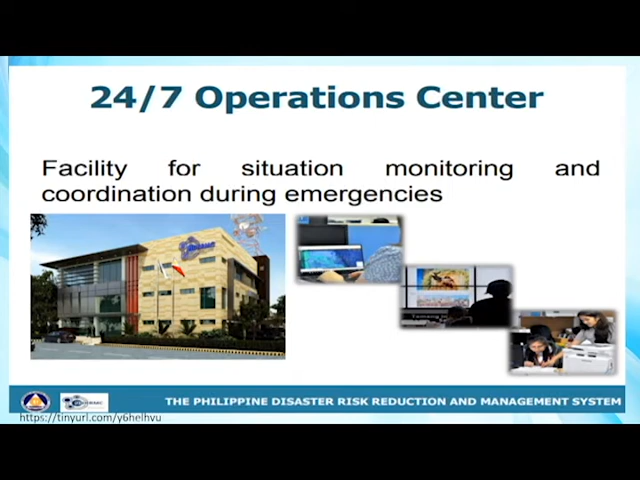 24/7 Operations Center
Facility for situation monitoring and
coordination during emergencies
THE PHILIPPINE DISASTER RISK REDUCTION AND MANAGEMENT SYSTEM
https://tinyurl.com/y6helhvu